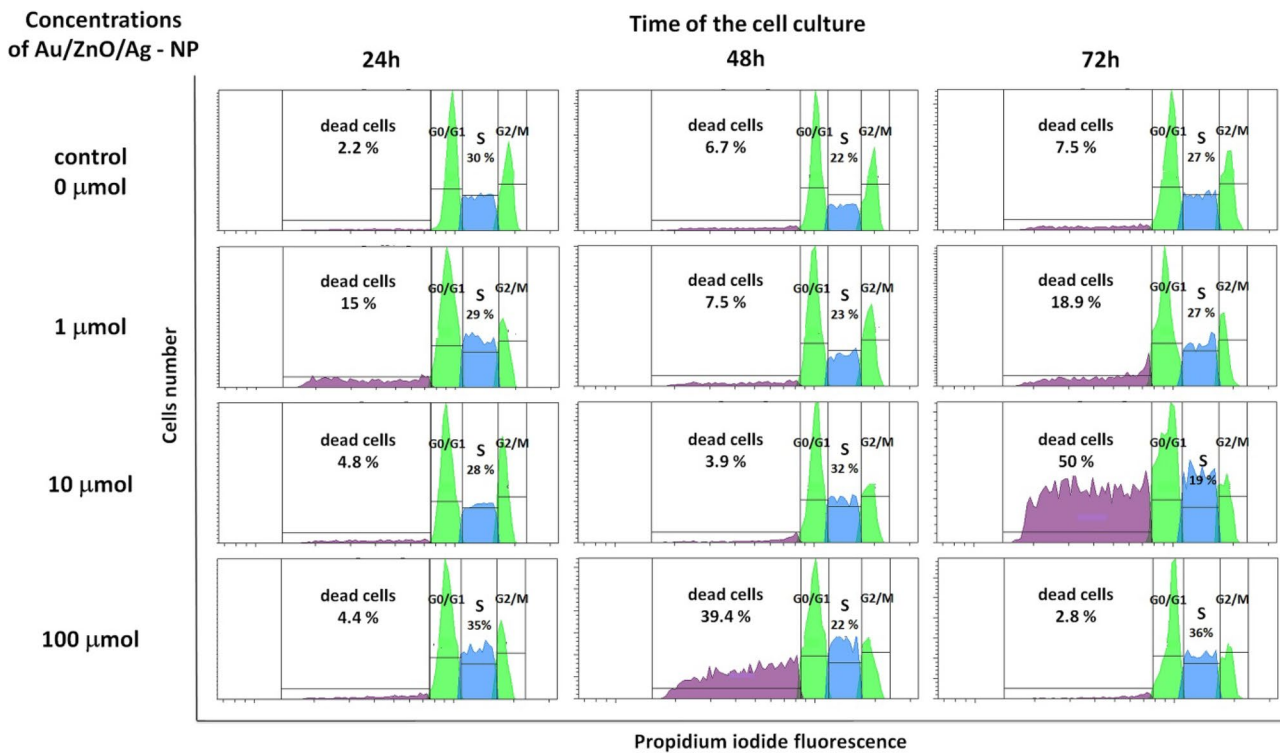 Concentrations
of Au/ZnO/Ag - NP
Time of the cell culture
24h
48h
72h
control
0 μmol
dead cells
2.2 %
G0/G1
S
30 %
G2/M
dead cells
6.7 %
G0/G1
S
22 %
G2/M
dead cells
7.5 %
G0/G1
S
27 %
G2/M
1 μmol
dead cells
15 %
G0/G1
S
29 %
G2/M
dead cells
7.5 %
G0/G1
S
23 %
G2/M
dead cells
18.9 %
G0/G1
S
27 %
G2/M
10 μmol
dead cells
4.8 %
G0/G1
S
28 %
G2/M
dead cells
3.9 %
G0/G1
S
32 %
G2/M
dead cells
50 %
G0/G1
S
19 %
G2/M
100 μmol
dead cells
4.4 %
G0/G1
S
35%
G2/M
dead cells
39.4 %
G0/G1
S
22 %
G2/M
dead cells
2.8 %
G0/G1
S
36%
G2/M
Cells number
Propidium iodide fluorescence